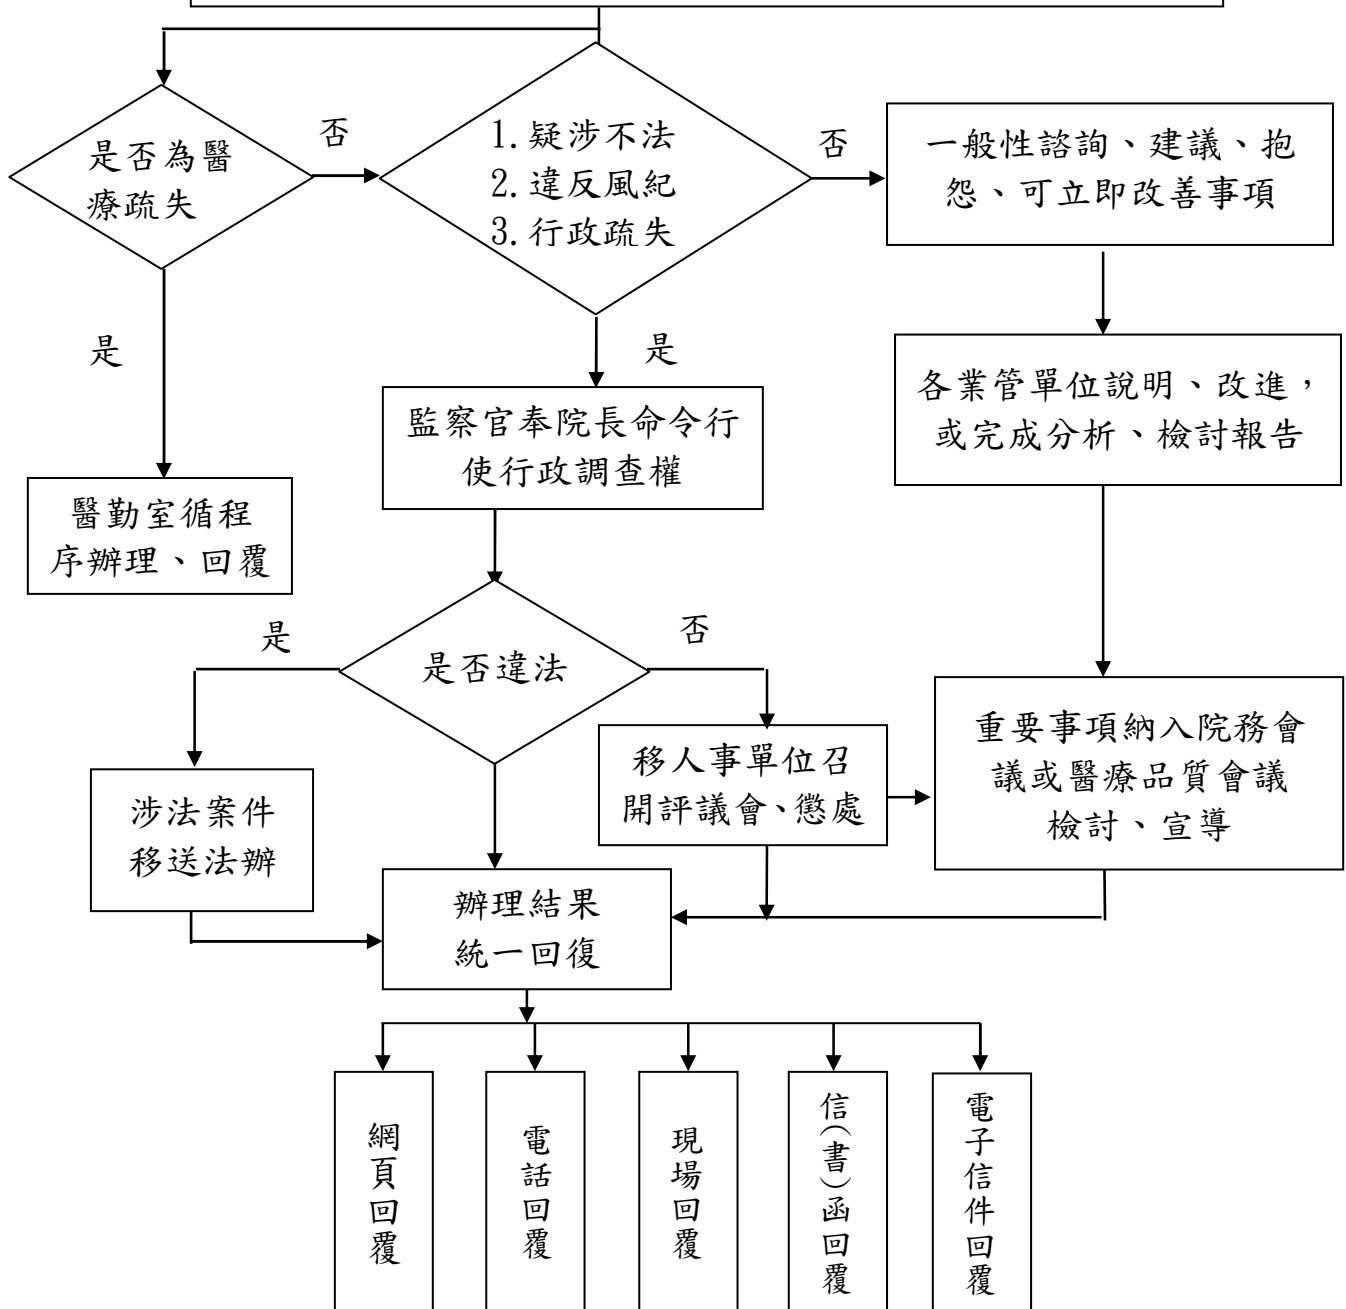 是否為醫
療疏失
否
1.疑涉不法
2.違反風紀
3.行政疏失
否
一般性諮詢、建議、抱
怨、可立即改善事項
是
是
監察官奉院長命令行
使行政調查權
各業管單位說明、改進，
或完成分析、檢討報告
醫勤室循程
序辦理、回覆
是
是否違法
否
涉法案件
移送法辦
移人事單位召
開評議會、懲處
重要事項納入院務會
議或醫療品質會議
檢討、宣導
辦理結果
統一回復
網頁回覆
電話回覆
現場回覆
信(書)函回覆
電子信件回覆